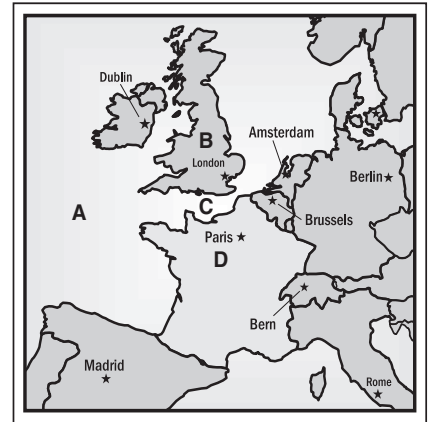 Dublin
B
Amsterdam
London
Berlin
A
C
Brussels
Paris
D
Bern
Madrid
Rome